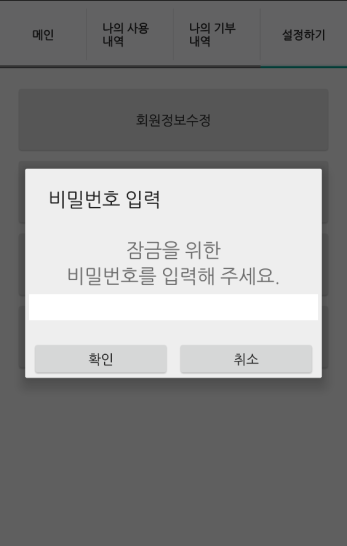 메인
나의 사용
내역
나의 기부
내역
설정하기
회원정보수정
비밀번호 입력
잠금을 위한
비밀번호를 입력해 주세요.
확인
취소